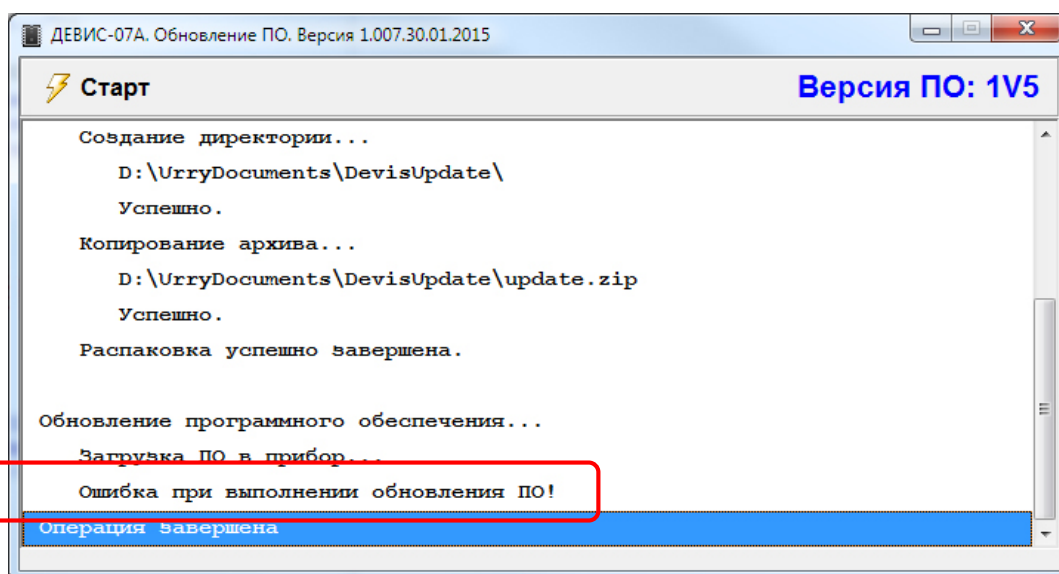 ДЕВИС-07А. Обновление ПО. Версия 1.007.30.01.2015
Старт
Версия ПО: 1V5
Создание директории...
D:\UrryDocuments\DevisUpdate\
Успешно.
Копирование архива...
D:\UrryDocuments\DevisUpdate\update.zip
Успешно.
Распаковка успешно завершена.
Обновление программного обеспечения...
Загрузка ПО в прибор...
Ошибка при выполнении обновления ПО!
Операция завершена